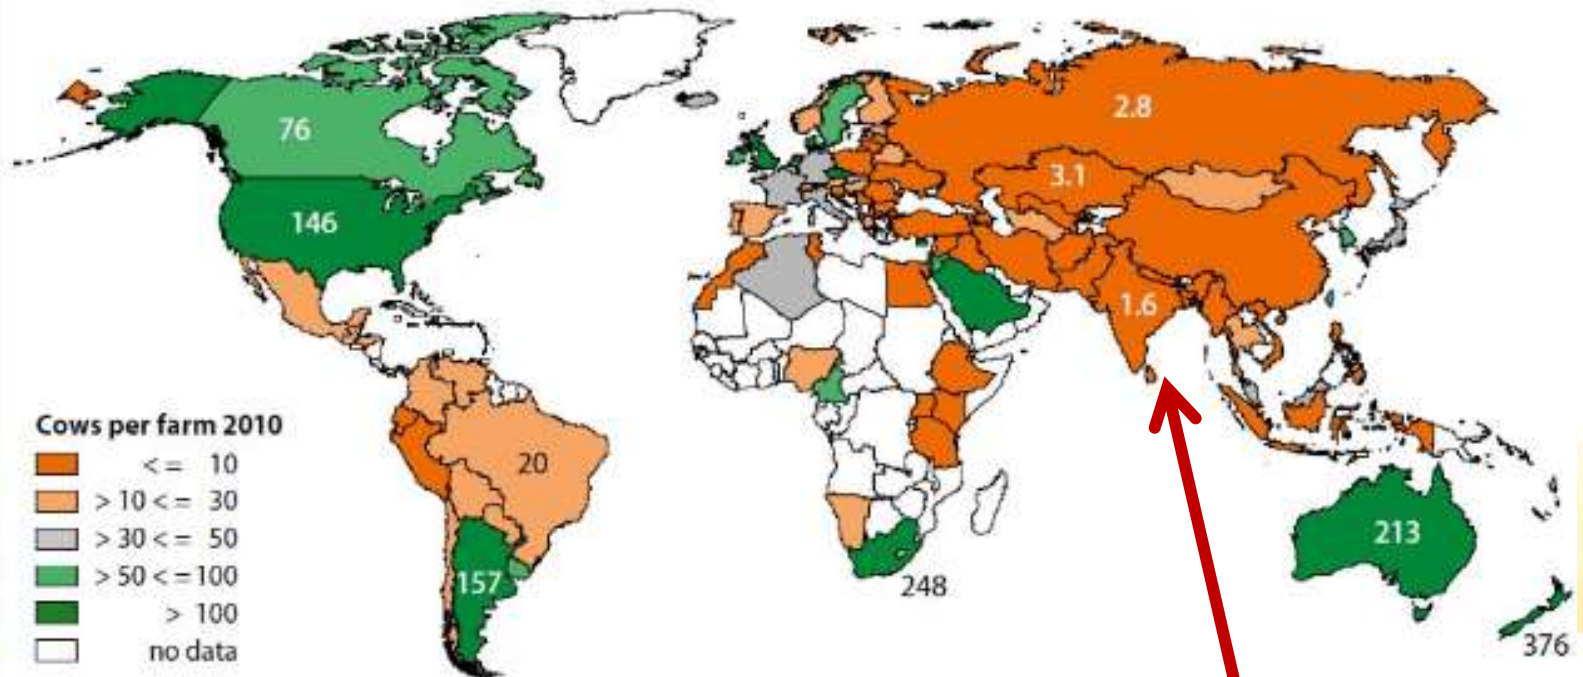 2.8
76
3.1
146
1.6
Cows per farm 2010
< = 10
> 10 < = 30
> 30 < = 50
> 50 < = 100
> 100
no data
20
157
248
213
376